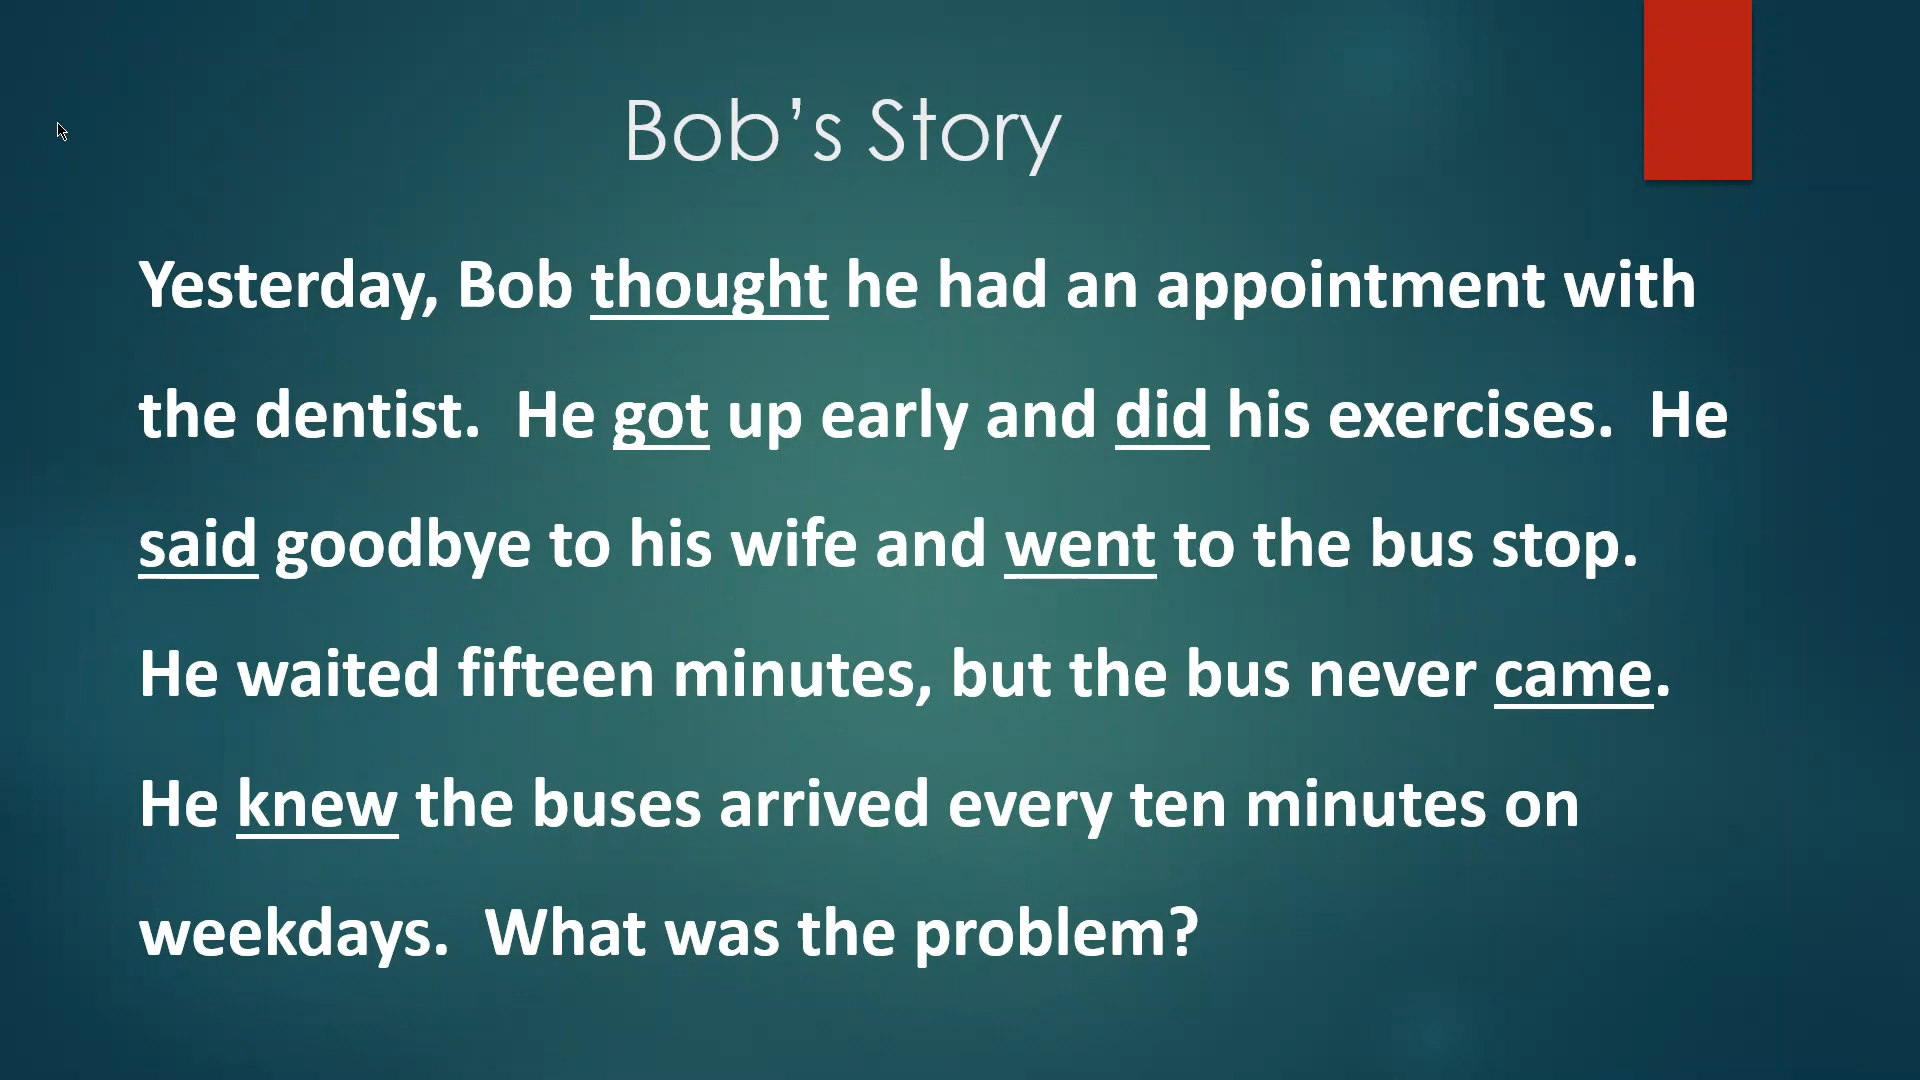 Bob’s Story
Yesterday, Bob thought he had an appointment with
the dentist.  He got up early and did his exercises.  He
said goodbye to his wife and went to the bus stop.
He waited fifteen minutes, but the bus never came.
He knew the buses arrived every ten minutes on
weekdays.  What was the problem?